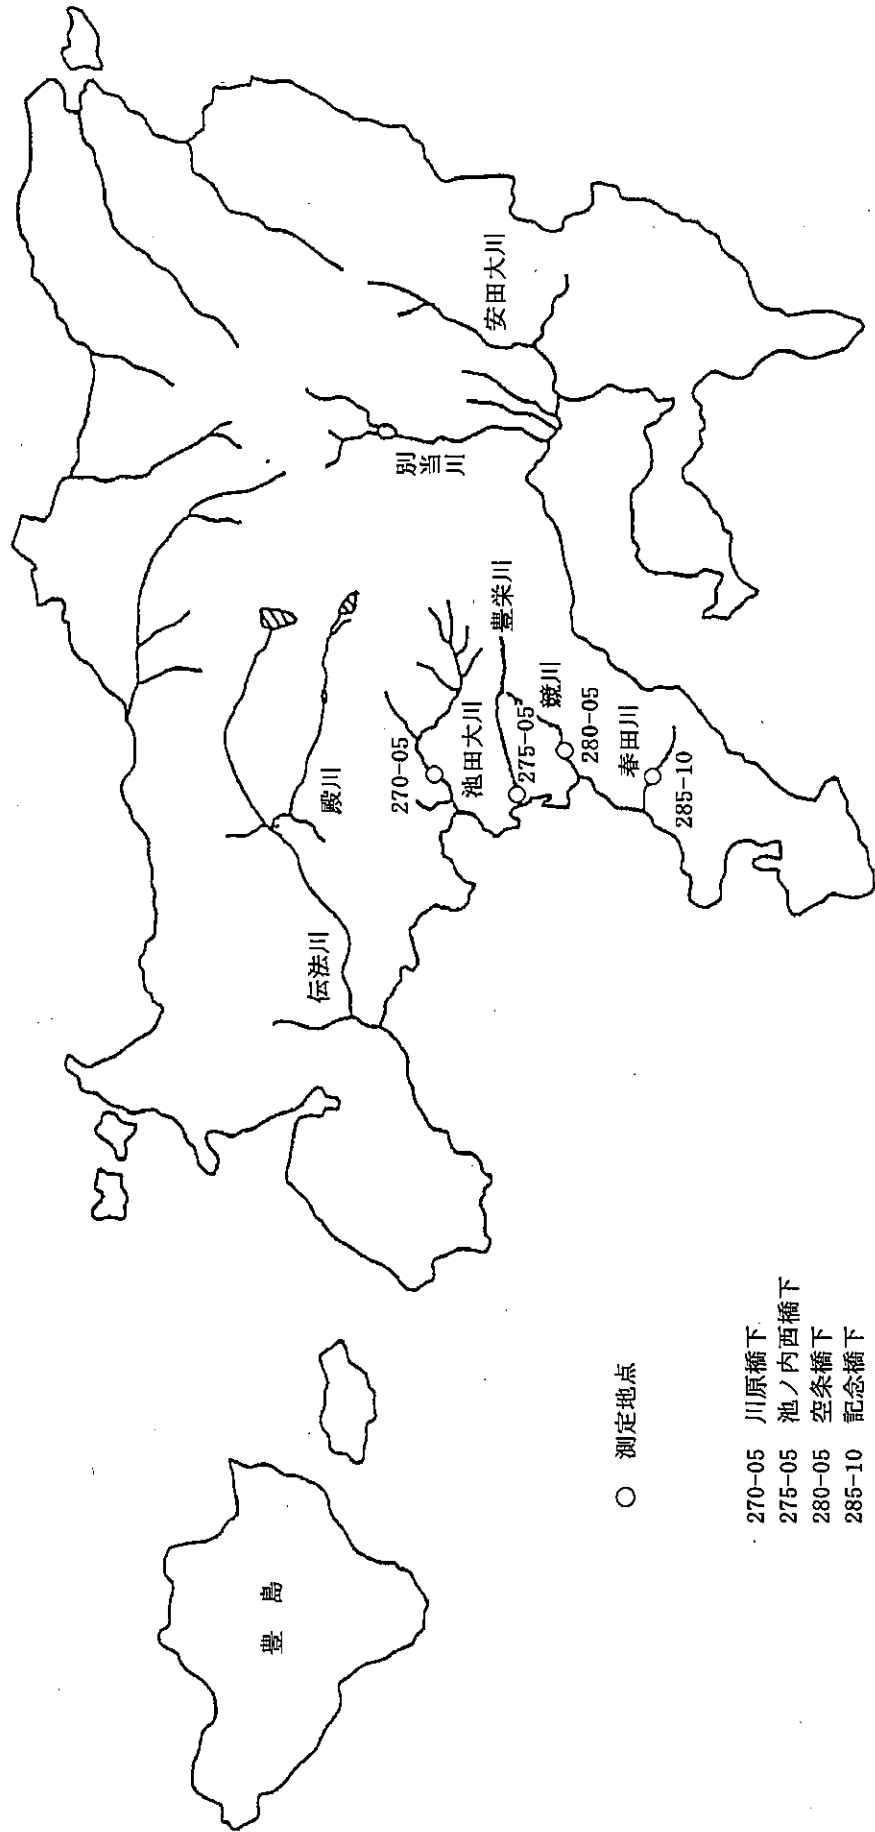 豊島
伝法川
殿川
池田大川
270-05
豊栄川
275-05
競川
280-05
春田川
285-10
別当川
安田大川
○ 測定地点
270-05 川原橋下
275-05 池ノ内西橋下
280-05 空条橋下
285-10 記念橋下